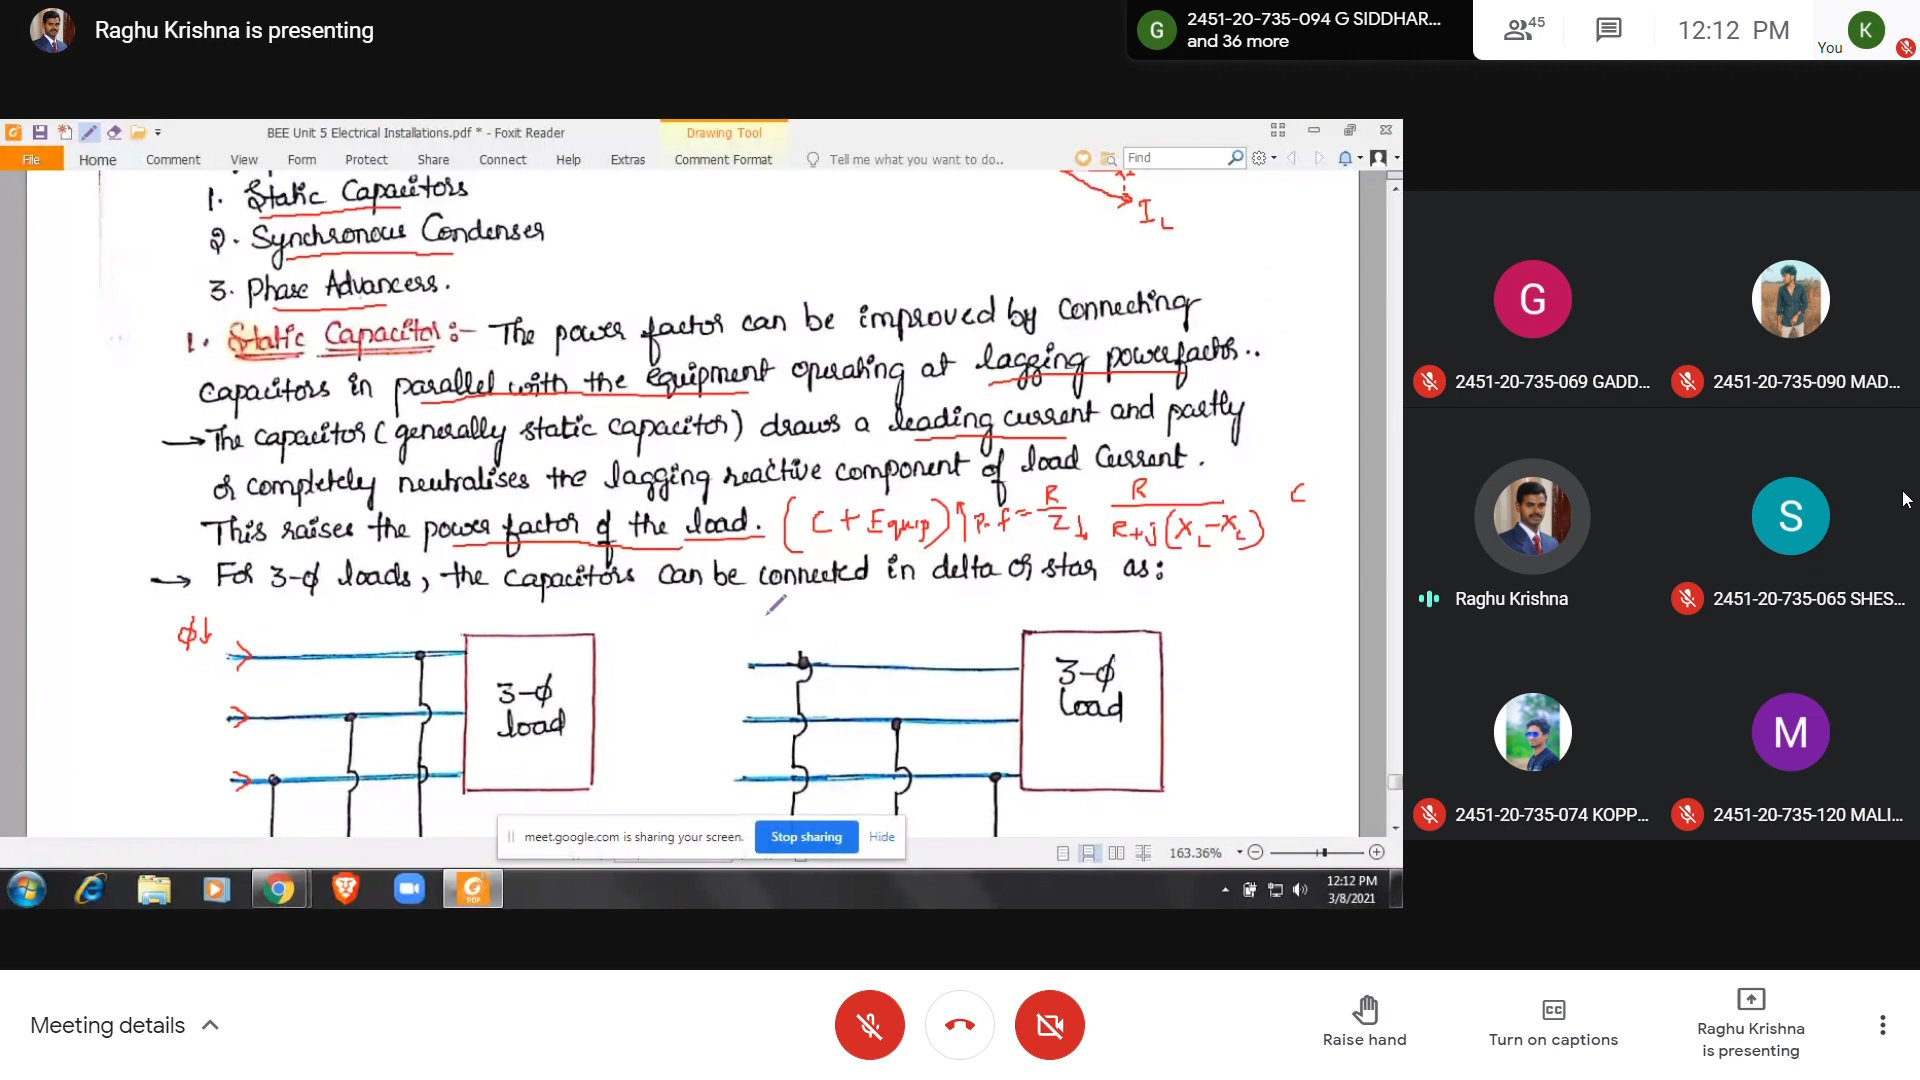 Raghu Krishna is presenting
G
2451-20-735-094 G SIDDHAR...
and 36 more
45
12:12 PM
You
K
BEE Unit 5 Electrical Installations.pdf * - Foxit Reader
Drawing Tool
File
Home
Comment
View
Form
Protect
Share
Connect
Help
Extras
Comment Format
Tell me what you want to do..
Find
1. Static Capacitors
2. Synchronous Condenser
3. Phase Advancers.
I L
1. Static Capacitor:- The power factor can be improved by connecting
capacitors in parallel with the equipment operating at lagging powerfactor..
→ The capacitor (generally static capacitor) draws a leading current and partly
or completely neutralises the lagging reactive component of load current.
This raises the power factor of the load. (C + Equip) ↑ p.f = R/Z↓ R/R+j(XL-XC) C
→ For 3-ϕ loads, the capacitors can be connected in delta or star as:
ϕ↓
3-ϕ
load
3-ϕ
load
meet.google.com is sharing your screen.
Stop sharing
Hide
163.36%
12:12 PM
3/8/2021
G
2451-20-735-069 GADD...
2451-20-735-090 MAD...
Raghu Krishna
S
2451-20-735-065 SHES...
2451-20-735-074 KOPP...
M
2451-20-735-120 MALI...
Meeting details
Raise hand
Turn on captions
Raghu Krishna
is presenting